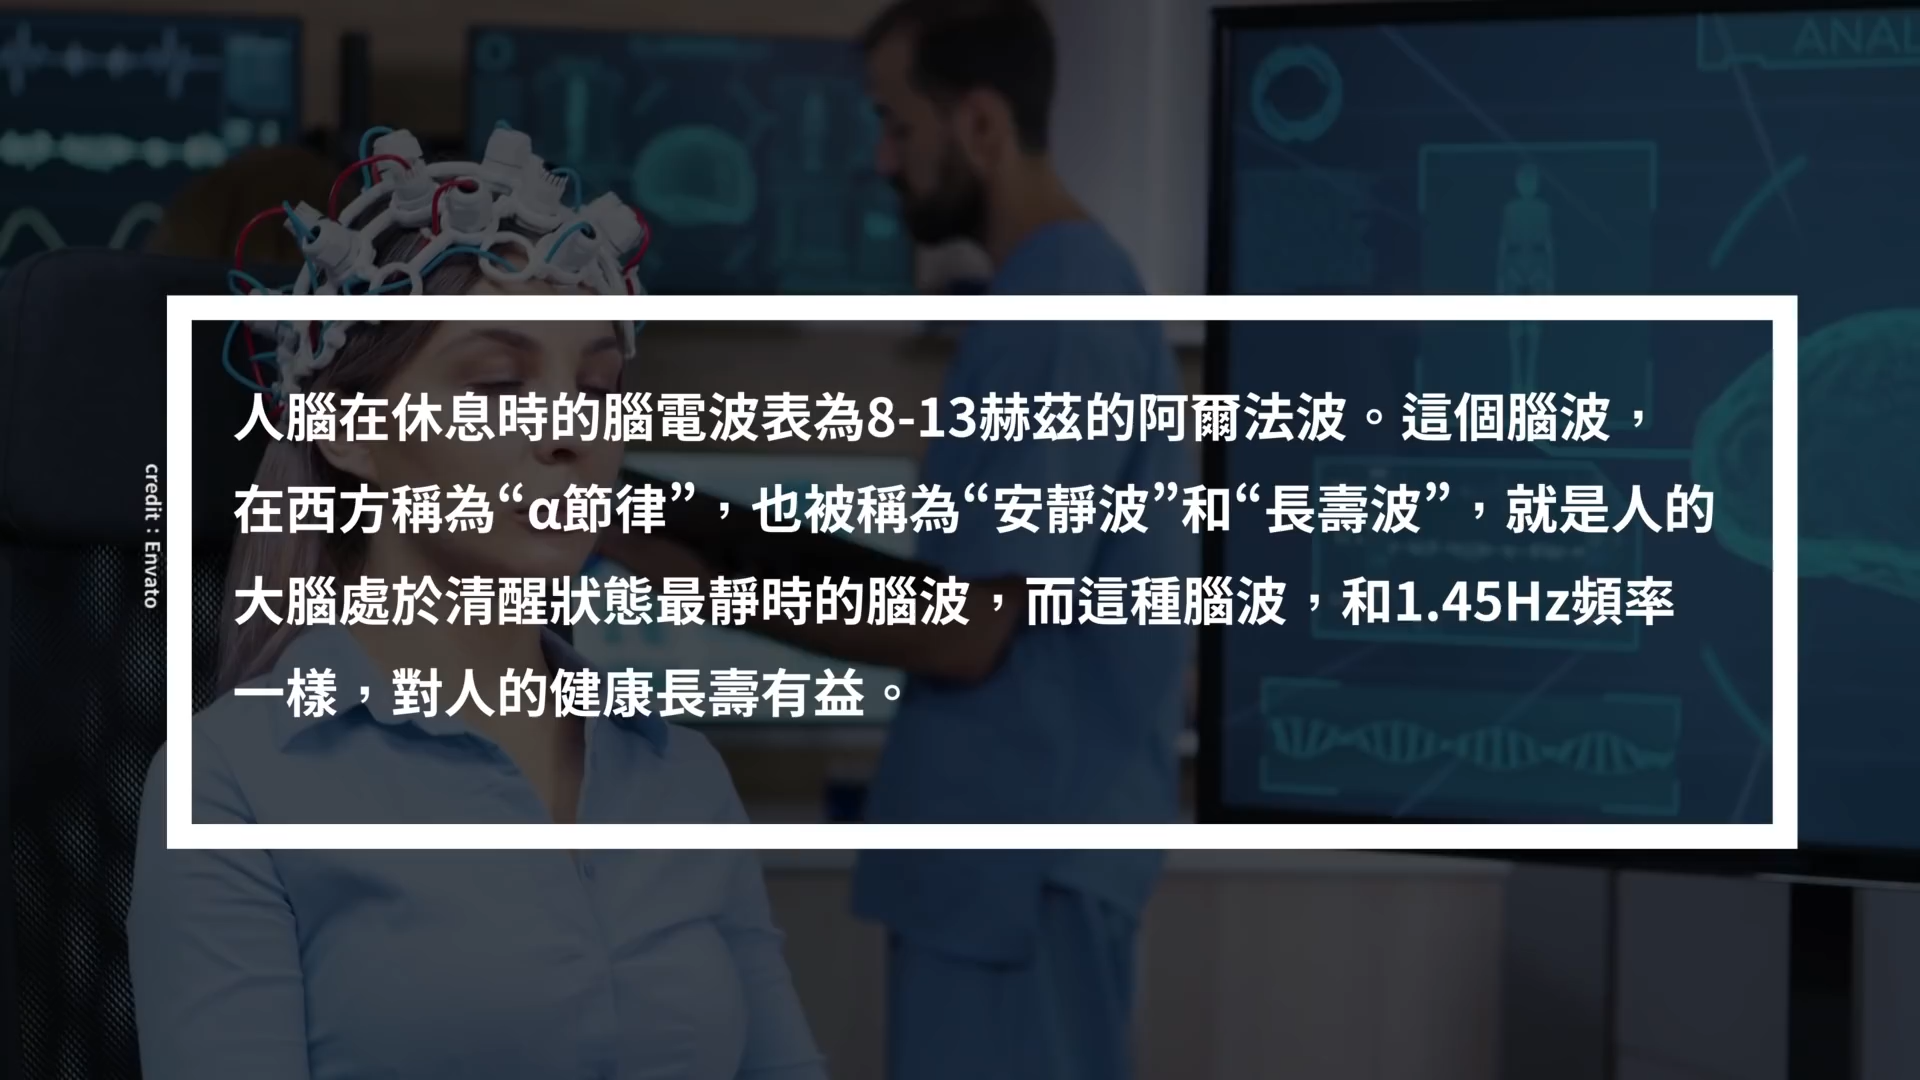 人腦在休息時的腦電波表為8-13赫茲的阿爾法波。這個腦波，
在西方稱為“α節律”，也被稱為“安靜波”和“長壽波”，就是人的
大腦處於清醒狀態最靜時的腦波，而這種腦波，和1.45Hz頻率
一樣，對人的健康長壽有益。
credit：Envato
ANAL